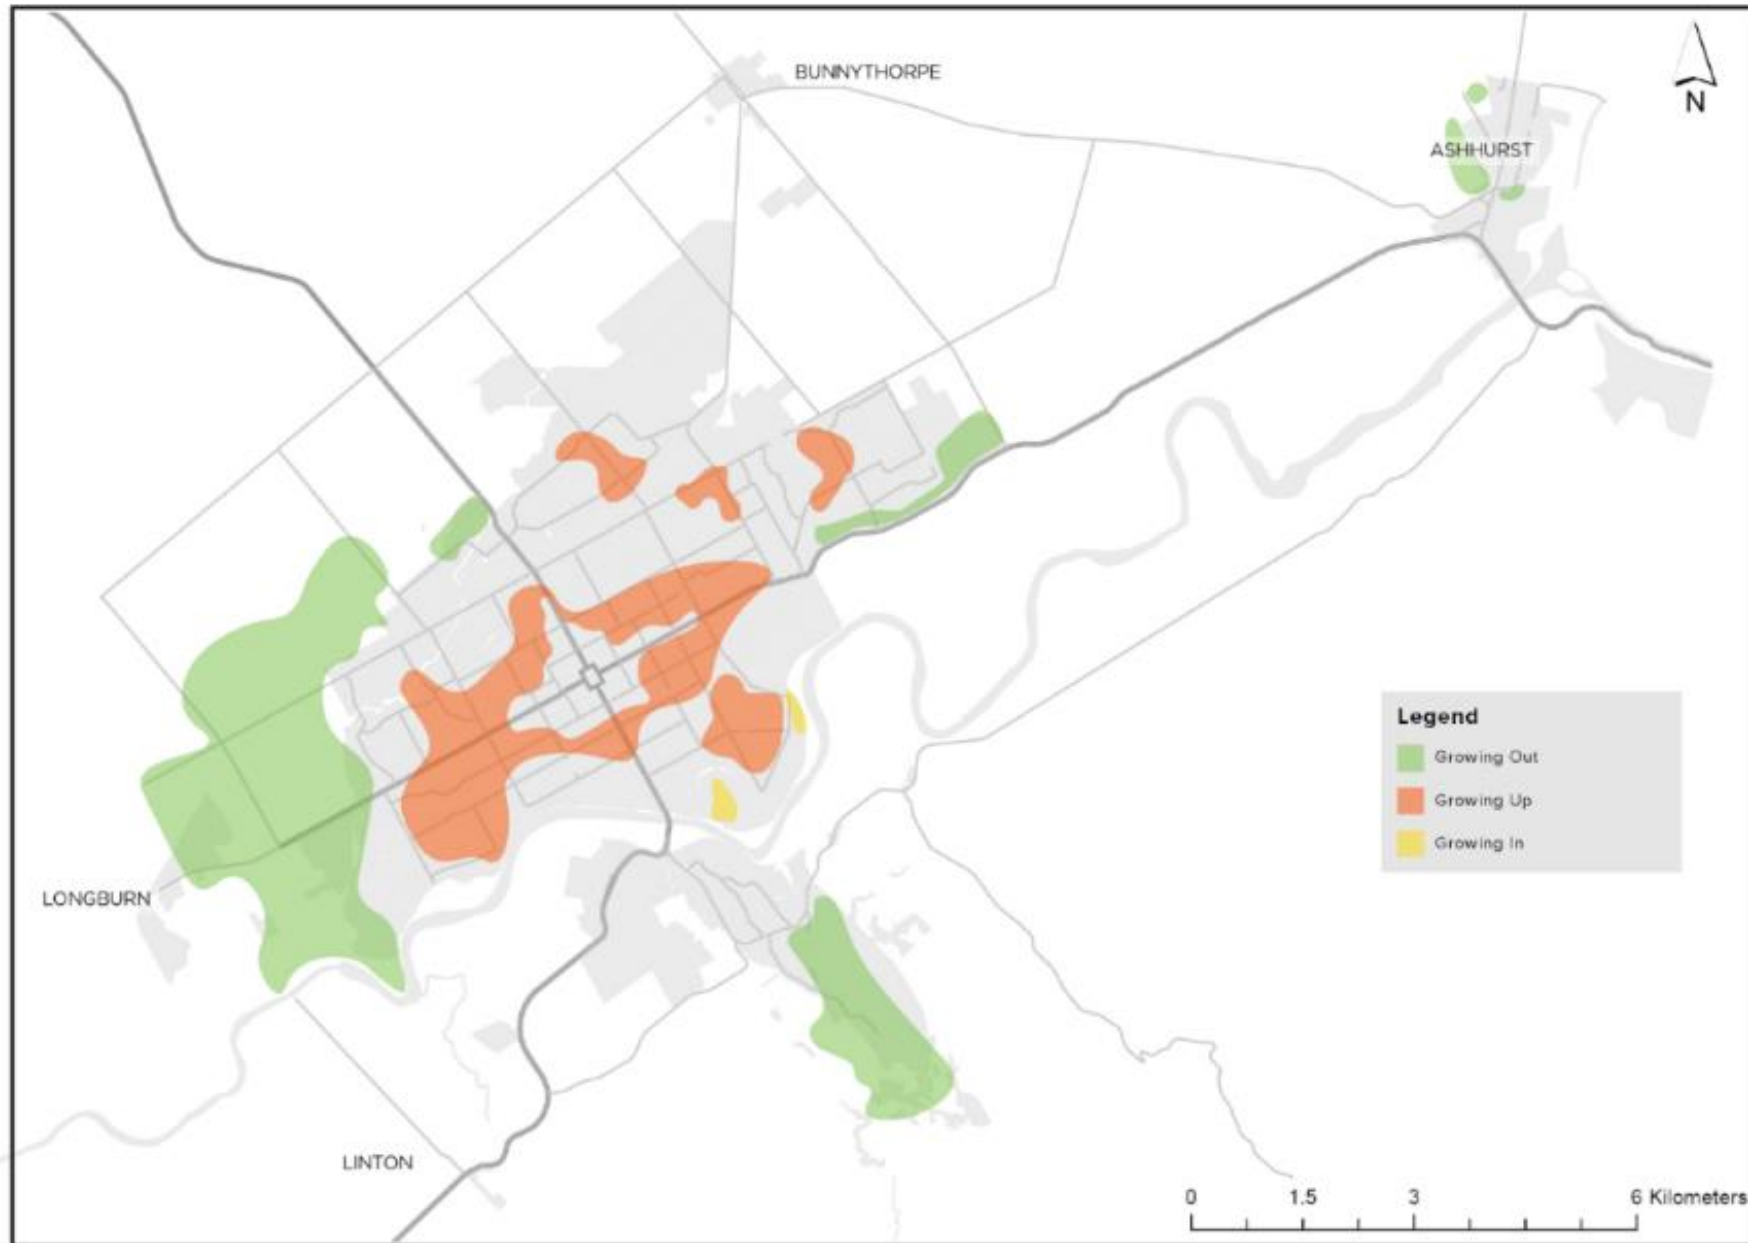 BUNNYTHORPE
N
ASHHURST
Legend
Growing Out
Growing Up
Growing In
LONGBURN
LINTON
0 1.5 3 6 Kilometers